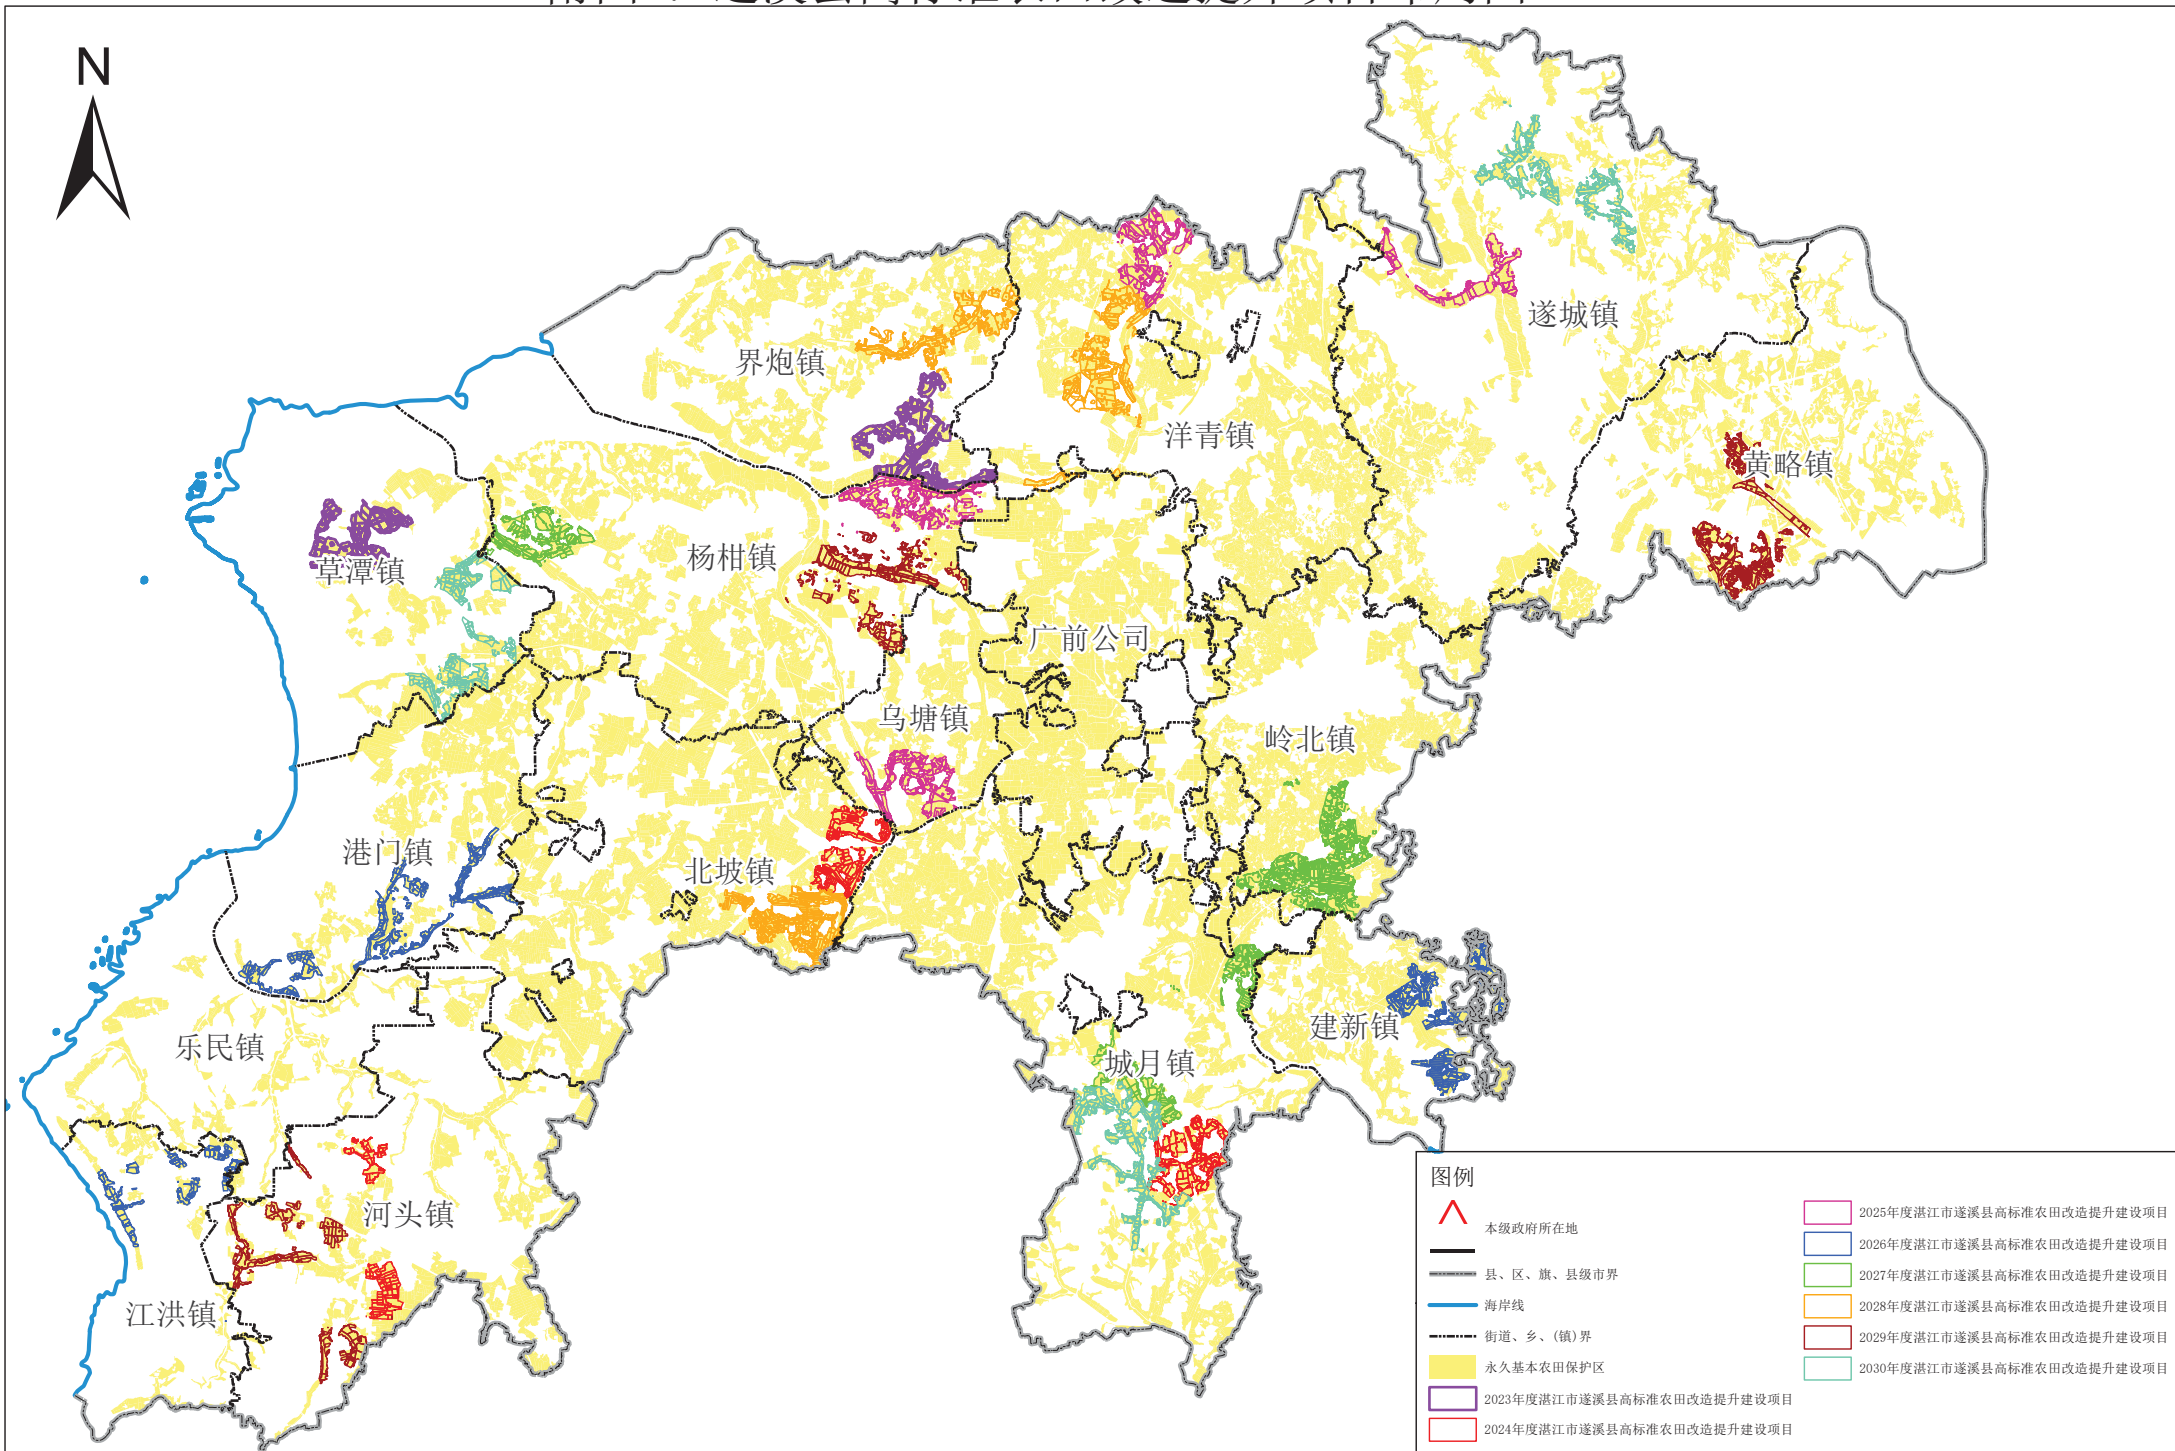 N
遂城镇
界炮镇
洋青镇
黄略镇
杨柑镇
草潭镇
广前公司
乌塘镇
岭北镇
港门镇
北坡镇
建新镇
乐民镇
城月镇
河头镇
江洪镇
图例
本级政府所在地
县、区、旗、县级市界
海岸线
街道、乡、(镇)界
永久基本农田保护区
2023年度湛江市遂溪县高标准农田改造提升建设项目
2024年度湛江市遂溪县高标准农田改造提升建设项目
2025年度湛江市遂溪县高标准农田改造提升建设项目
2026年度湛江市遂溪县高标准农田改造提升建设项目
2027年度湛江市遂溪县高标准农田改造提升建设项目
2028年度湛江市遂溪县高标准农田改造提升建设项目
2029年度湛江市遂溪县高标准农田改造提升建设项目
2030年度湛江市遂溪县高标准农田改造提升建设项目